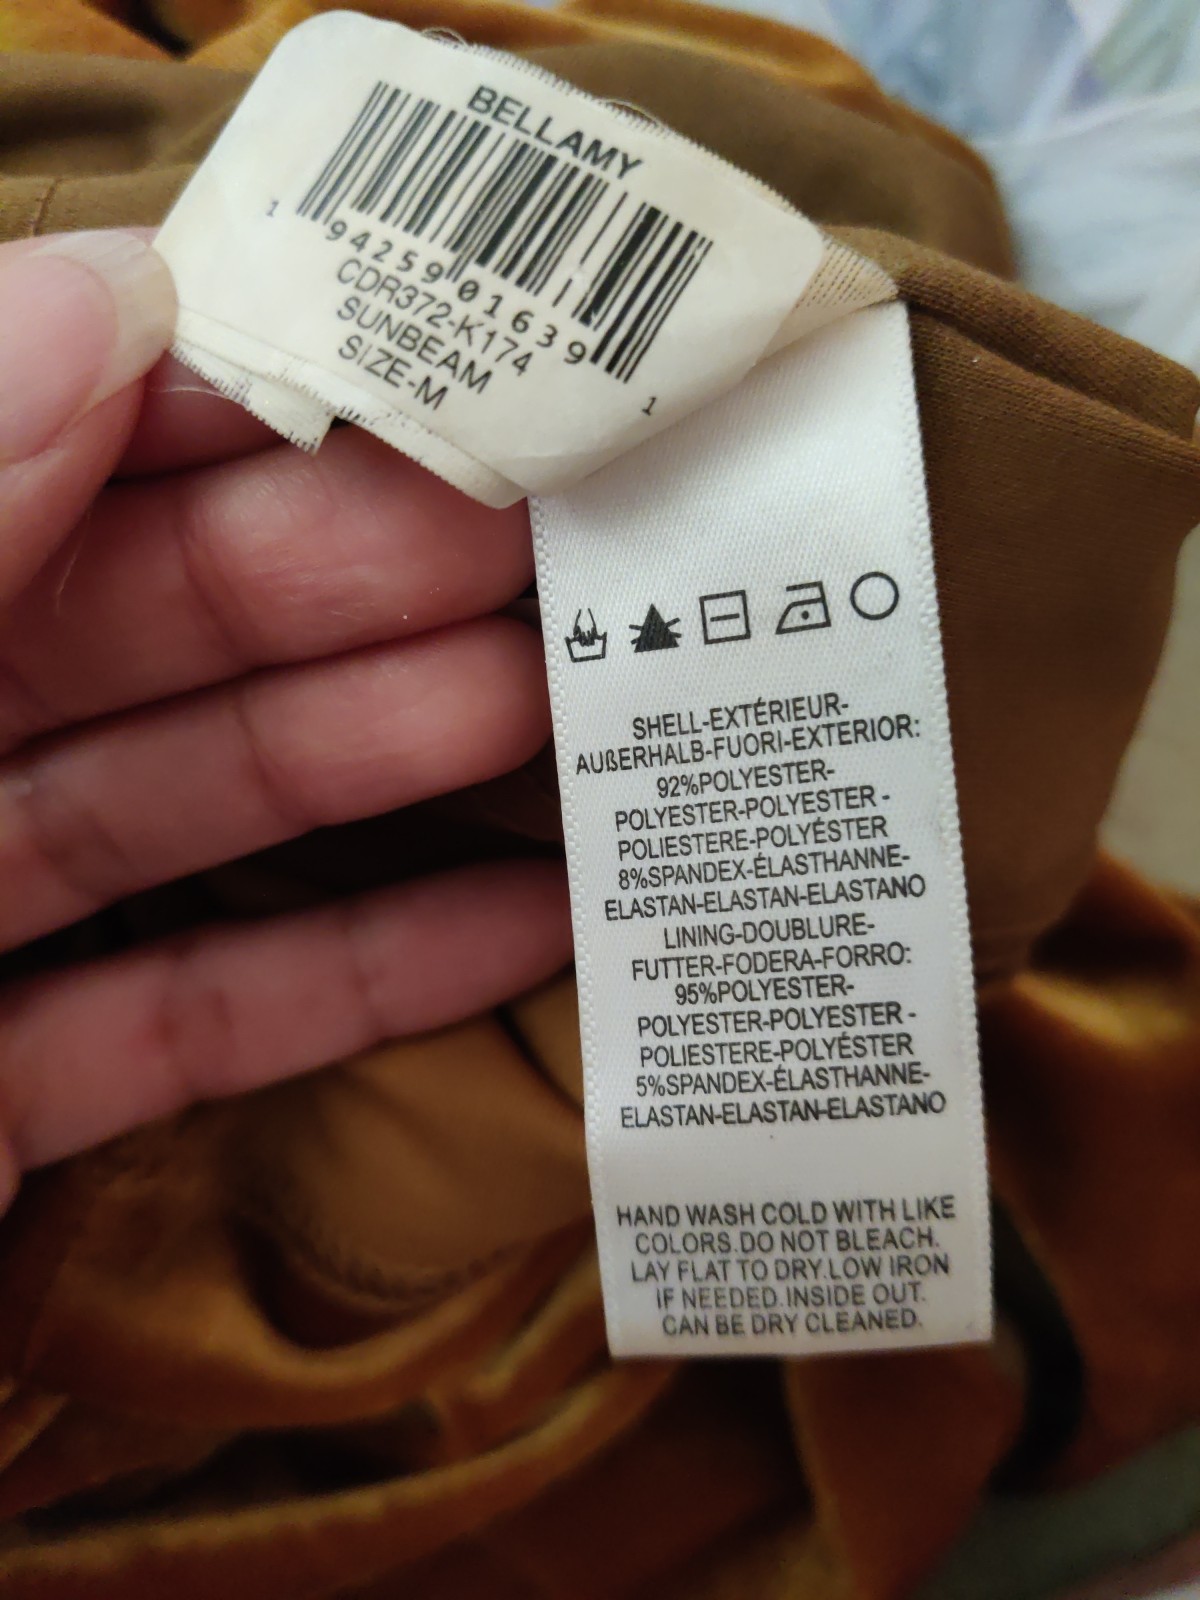 BELLAMY
1 94259 01639 1
CDR372-K174
SUNBEAM
SIZE-M
SHELL-EXTÉRIEUR-
AUßERHALB-FUORI-EXTERIOR:
92%POLYESTER-
POLYESTER-POLYESTER -
POLIESTERE-POLYÉSTER
8%SPANDEX-ÉLASTHANNE-
ELASTAN-ELASTAN-ELASTANO
LINING-DOUBLURE-
FUTTER-FODERA-FORRO:
95%POLYESTER-
POLYESTER-POLYESTER -
POLIESTERE-POLYÉSTER
5%SPANDEX-ÉLASTHANNE-
ELASTAN-ELASTAN-ELASTANO
HAND WASH COLD WITH LIKE
COLORS.DO NOT BLEACH.
LAY FLAT TO DRY.LOW IRON
IF NEEDED.INSIDE OUT.
CAN BE DRY CLEANED.